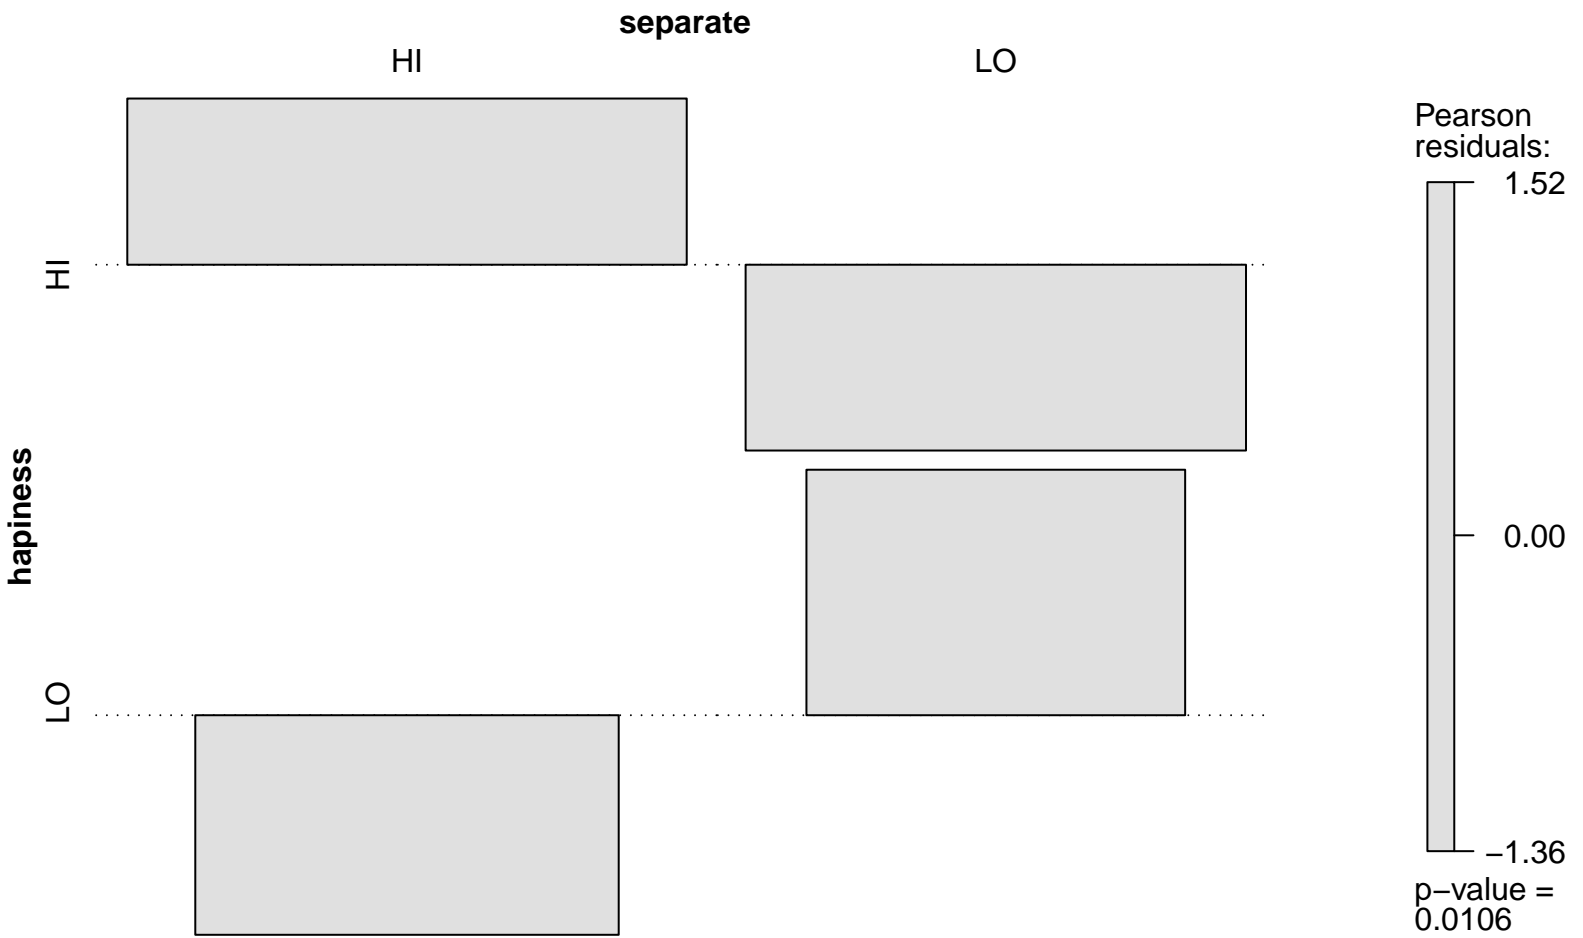 separate
HI
LO
HI
LO
hapiness
Pearson
residuals:
1.52
0.00
−1.36
p−value =
0.0106